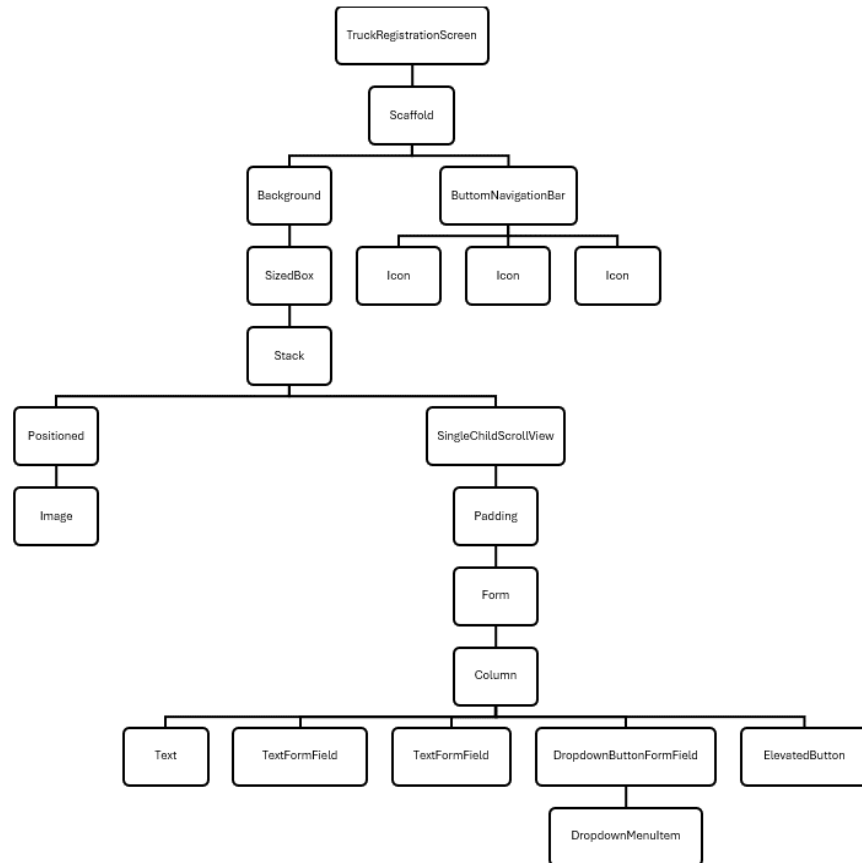 TruckRegistrationScreen
Scaffold
Background
ButtomNavigationBar
SizedBox
Icon
Icon
Icon
Stack
Positioned
SingleChildScrollView
Image
Padding
Form
Column
Text
TextFormField
TextFormField
DropdownButtonFormField
ElevatedButton
DropdownMenuItem